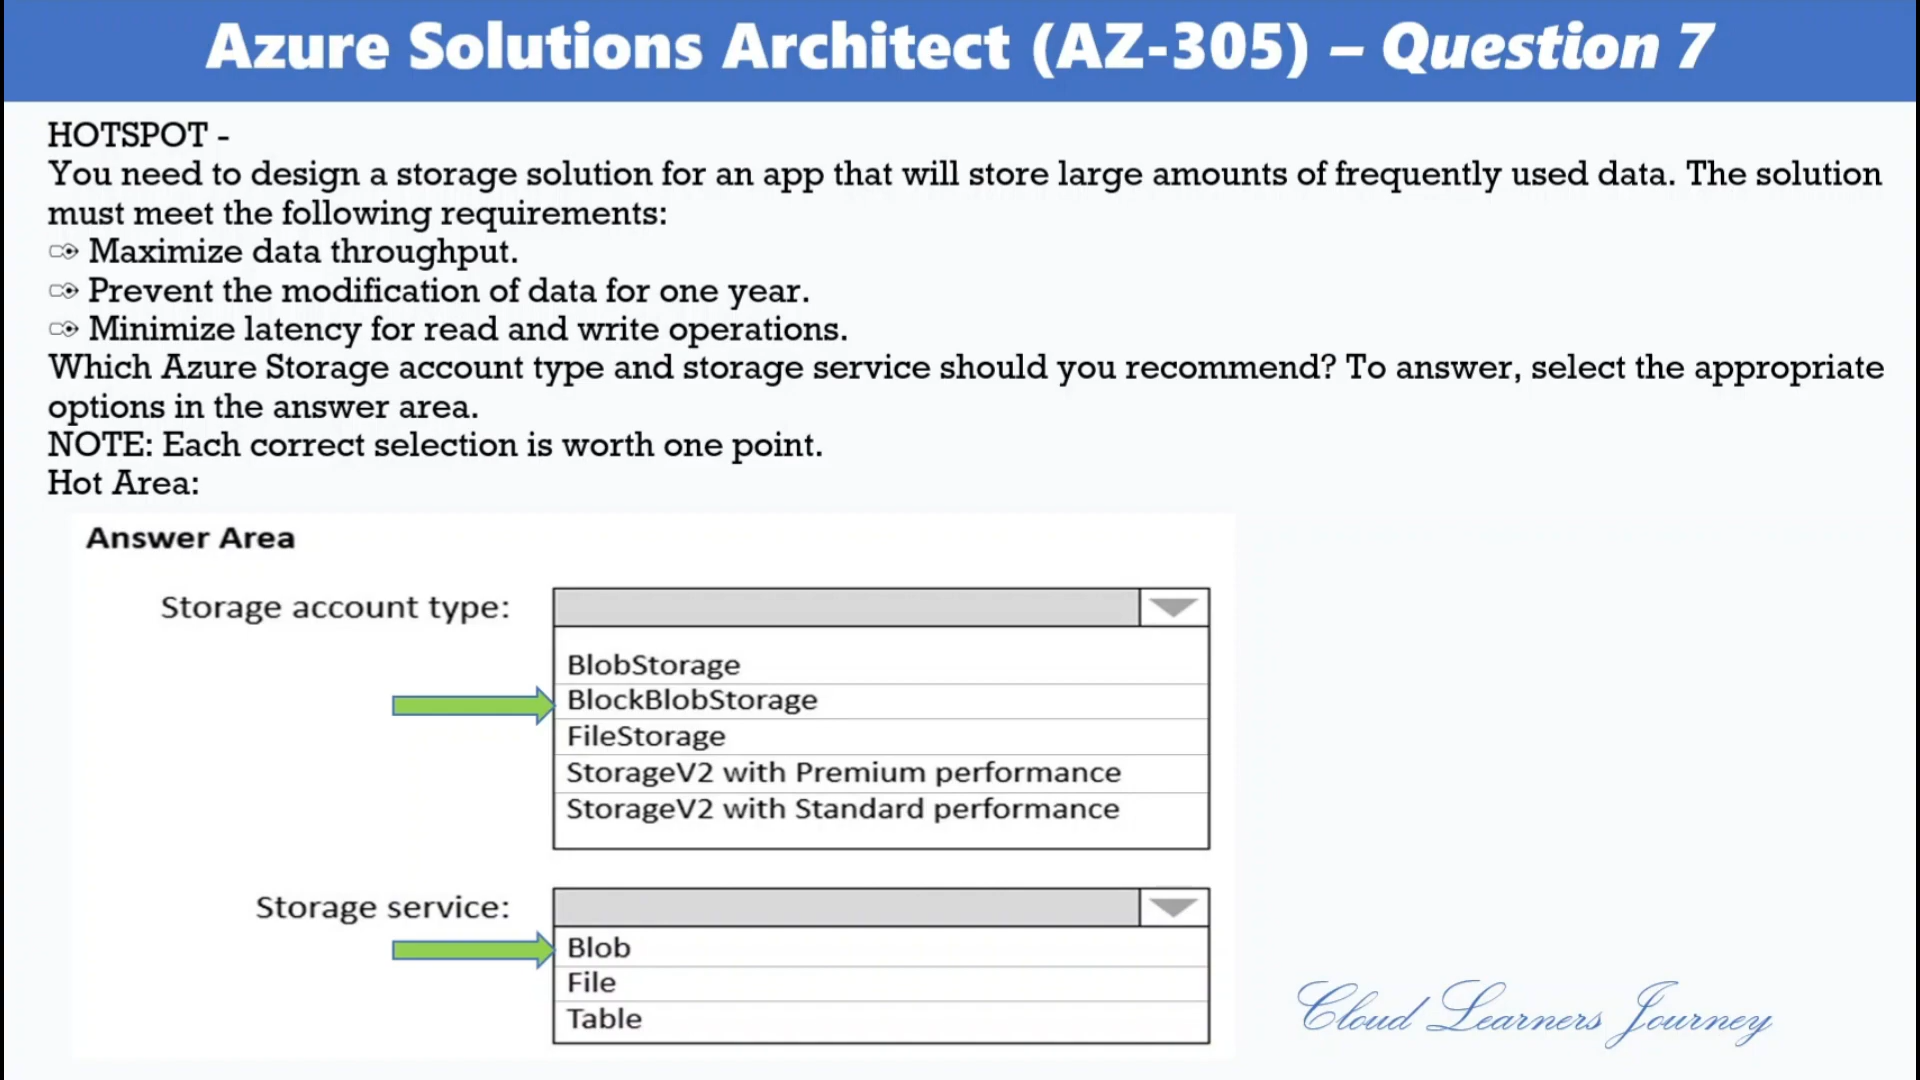 Azure Solutions Architect (AZ-305) – Question 7
HOTSPOT -
You need to design a storage solution for an app that will store large amounts of frequently used data. The solution
must meet the following requirements:
Maximize data throughput.
Prevent the modification of data for one year.
Minimize latency for read and write operations.
Which Azure Storage account type and storage service should you recommend? To answer, select the appropriate
options in the answer area.
NOTE: Each correct selection is worth one point.
Hot Area:
Answer Area
Storage account type:
BlobStorage
BlockBlobStorage
FileStorage
StorageV2 with Premium performance
StorageV2 with Standard performance
Storage service:
Blob
File
Table
Cloud Learners Journey